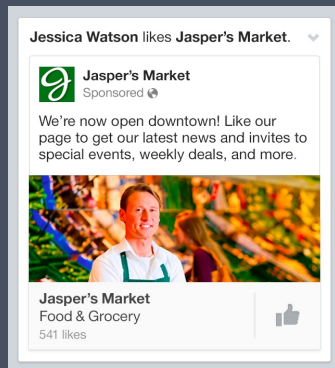 Jessica Watson likes Jasper's Market.
Jasper's Market
Sponsored
We're now open downtown! Like our
page to get our latest news and invites to
special events, weekly deals, and more.
Jasper's Market
Food & Grocery
541 likes